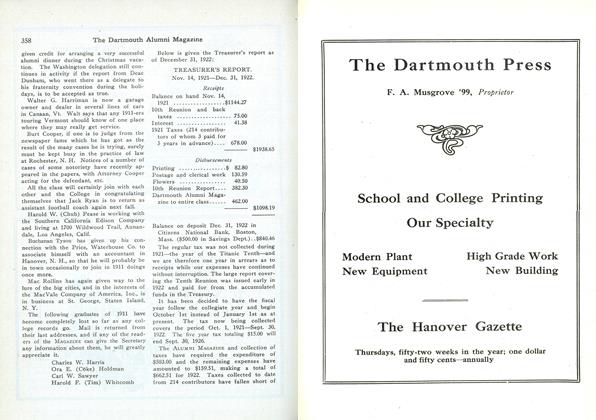 358 The Dartmouth Alumni Magazine
given credit for arranging a very successful
alumni dinner during the Christmas vaca-
tion. The Washington delegation still con-
tinues in activity if the report from Deac
Dunham, who went there as a delegate to
his fraternity convention during the holi-
days, is to be accepted as true.
Walter G. Harriman is now a garage
owner and dealer in several lines of cars
in Canaan, Vt. Walt says that any 1911-ers
touring Vermont should know of one place
where they may really get service.
Burt Cooper, if one is to judge from the
newspaper fame which he has got as the
result of the many cases he is trying, surely
must be kept busy in the practice of law
at Rochester, N. H. Notices of a number of
cases of some notoriety have recently ap-
peared in the papers, with Attorney Cooper
acting for the defendant, etc.
All the class will certainly join with each
other and the College in congratulating
themselves that Jack Ryan is to return as
assistant football coach again next fall.
Harold W. (Chub) Pease is working with
the Southern California Edison Company
and living at 1700 Wildwood Trail, Annan-
dale, Los Angeles, Calif.
Buchanan Tyson has given up his con-
nection with the Price, Waterhouse Co. to
associate himself with an accountant in
Hanover, N. H., so that he will probably be
in town occasionally to join in 1911 doings
once more.
Mac Rollins has again given way to the
lure of the big cities, and in the interests of
the MacVale Company of America, Inc., is
in business at St. George, Staten Island,
N. Y.
The following graduates of 1911 have
become completely lost so far as any col-
lege records go. Mail is returned from
their last addresses, and if any of the read-
ers of the MAGAZINE can give the Secretary
any information about them, he will greatly
appreciate it.
Charles W. Harris
Ora E. (Coke) Holdman
Carl W. Sawyer
Harold F. (Tim) Whitcomb
Below is given the Treasurer's report as
of December 31, 1922:
TREASURER'S REPORT.
Nov. 14, 1921—Dec. 31, 1922.
Receipts
Balance on hand Nov. 14,
1921 $1144.27
10th Reunion and back
taxes 75.00
Interest 41.38
1921 Taxes (214 contribu-
tors of whom 3 paid for
3 years in advance) 678.00
$1938.65
Disbursements
Printing $ 82.80
Postage and clerical work 130.59
Flowers 40.50
10th Reunion Report 382.30
Dartmouth Alumni Maga-
zine to entire class 462.00
$1098.19
Balance on deposit Dec. 31, 1922 in
Citizens National Bank, Boston,
Mass. ($500.00 in Savings Dept.) $840.46
The regular tax was not collected during
1921—the year of the Titanic Tenth—and
we are therefore one year in arrears as to
receipts while our expenses have continued
without interruption. The large report cover-
ing the Tenth Reunion was issued early in
1922 and paid for from the accumulated
funds in the Treasury.
It has been decided to have the fiscal
year follow the collegiate year and begin
October 1st instead of January 1st as at
present. The tax now being collected
covers the period Oct. 1, 1921—Sept. 30,
1922. The five year tax totaling $15.00 will
end Sept. 30, 1926.
The ALUMNI MAGAZINE and collection of
taxes have required the expenditure of
$503.00 and the remaining expenses have
amounted to $159.51, making a total of
$662.51 for 1922. Taxes collected to date
from 214 contributors have fallen short of
The Dartmouth Press
F. A. Musgrove '99, Proprietor
School and College Printing
Our Specialty
Modern Plant High Grade Work
New Equipment New Building
The Hanover Gazette
Thursdays, fifty-two weeks in the year; one dollar
and fifty cents—annually